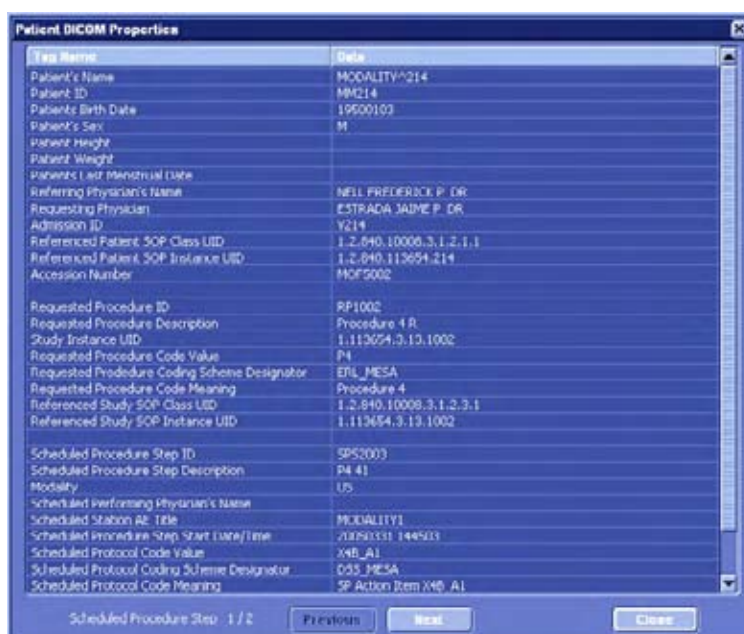 Patient DICOM Properties
Tag Name Data
Patient's Name MODALITY^214
Patient ID MM214
Patients Birth Date 19500103
Patient's Sex M
Patient Height
Patient Weight
Patients Last Menstrual Date
Referring Physician's Name NELL FREDERICK P DR
Requesting Physician ESTRADA JAIME P DR
Admission ID V214
Referenced Patient SOP Class UID 1.2.840.10008.3.1.2.1.1
Referenced Patient SOP Instance UID 1.2.840.113654.214
Accession Number MOF5002
Requested Procedure ID RP1002
Requested Procedure Description Procedure 4 R
Study Instance UID 1.113654.3.13.1002
Requested Procedure Code Value P4
Requested Prodedure Coding Scheme Designator ERL_MESA
Requested Procedure Code Meaning Procedure 4
Referenced Study SOP Class UID 1.2.840.10008.3.1.2.3.1
Referenced Study SOP Instance UID 1.113654.3.13.1002
Scheduled Procedure Step ID SPS2003
Scheduled Procedure Step Description P4 41
Modality US
Scheduled Performing Physician's Name
Scheduled Station AE Title MODALITY1
Scheduled Procedure Step Start Date/Time 20050331 144503
Scheduled Protocol Code Value X4B_A1
Scheduled Protocol Coding Scheme Designator DSS_MESA
Scheduled Protocol Code Meaning SP Action Item X4B_A1
Scheduled Procedure Step 1 / 2 Previous Next Close